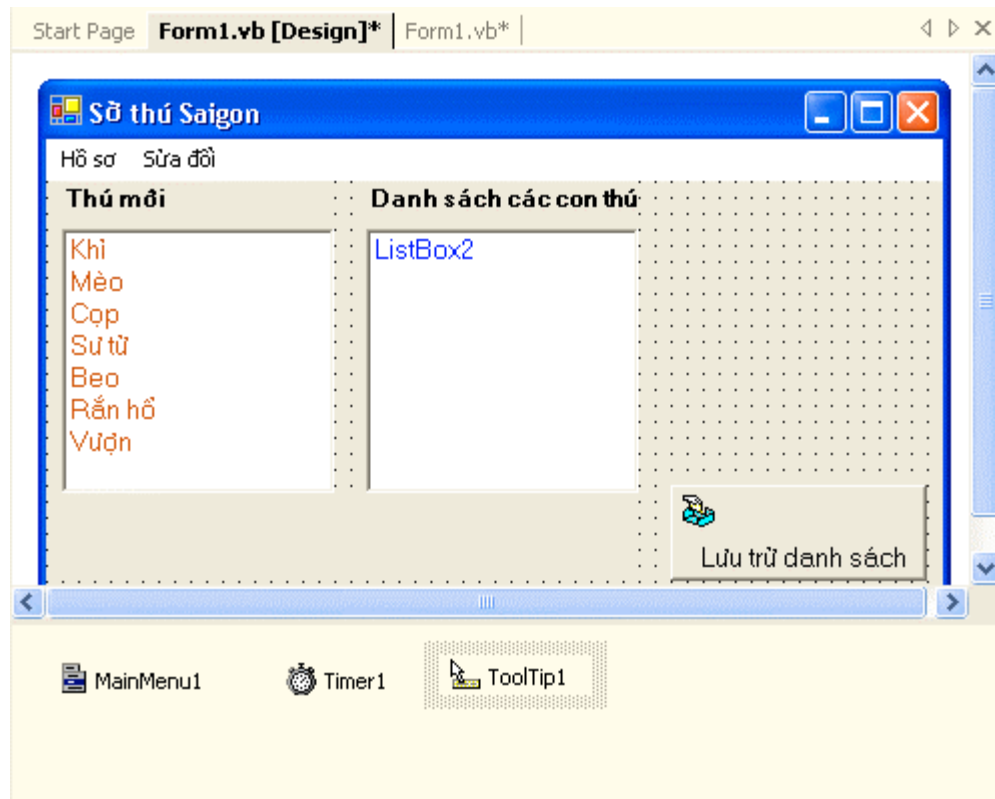 Start Page Form1.vb [Design]* Form1.vb*
Sở thú Saigon
Hồ sơ Sửa đổi
Thú mới Danh sách các con thú
Khỉ
Mèo
Cọp
Sư tử
Beo
Rắn hổ
Vượn
ListBox2
Lưu trữ danh sách
MainMenu1 Timer1 ToolTip1